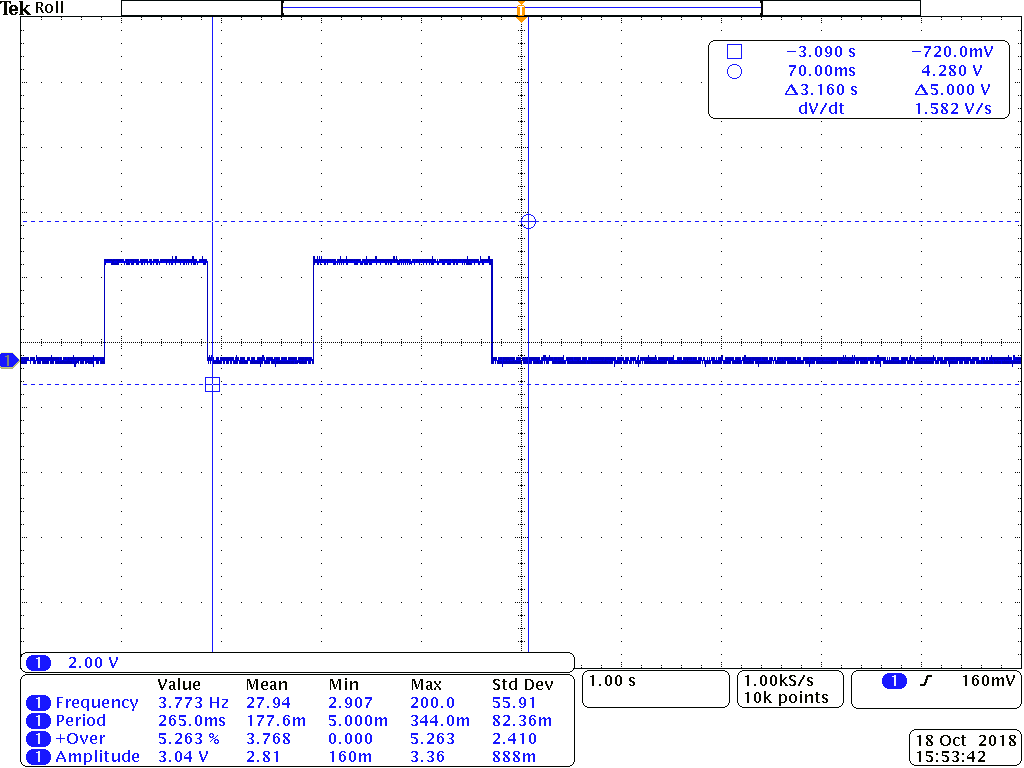 Tek Roll
T
−3.090 s −720.0mV
70.00ms 4.280 V
Δ3.160 s Δ5.000 V
dV/dt 1.582 V/s
1
1 2.00 V
Value Mean Min Max Std Dev
1 Frequency 3.773 Hz 27.94 2.907 200.0 55.91
1 Period 265.0ms 177.6m 5.000m 344.0m 82.36m
1 +Over 5.263 % 3.768 0.000 5.263 2.410
1 Amplitude 3.04 V 2.81 160m 3.36 888m
1.00 s
1.00kS/s
10k points
1 160mV
18 Oct 2018
15:53:42